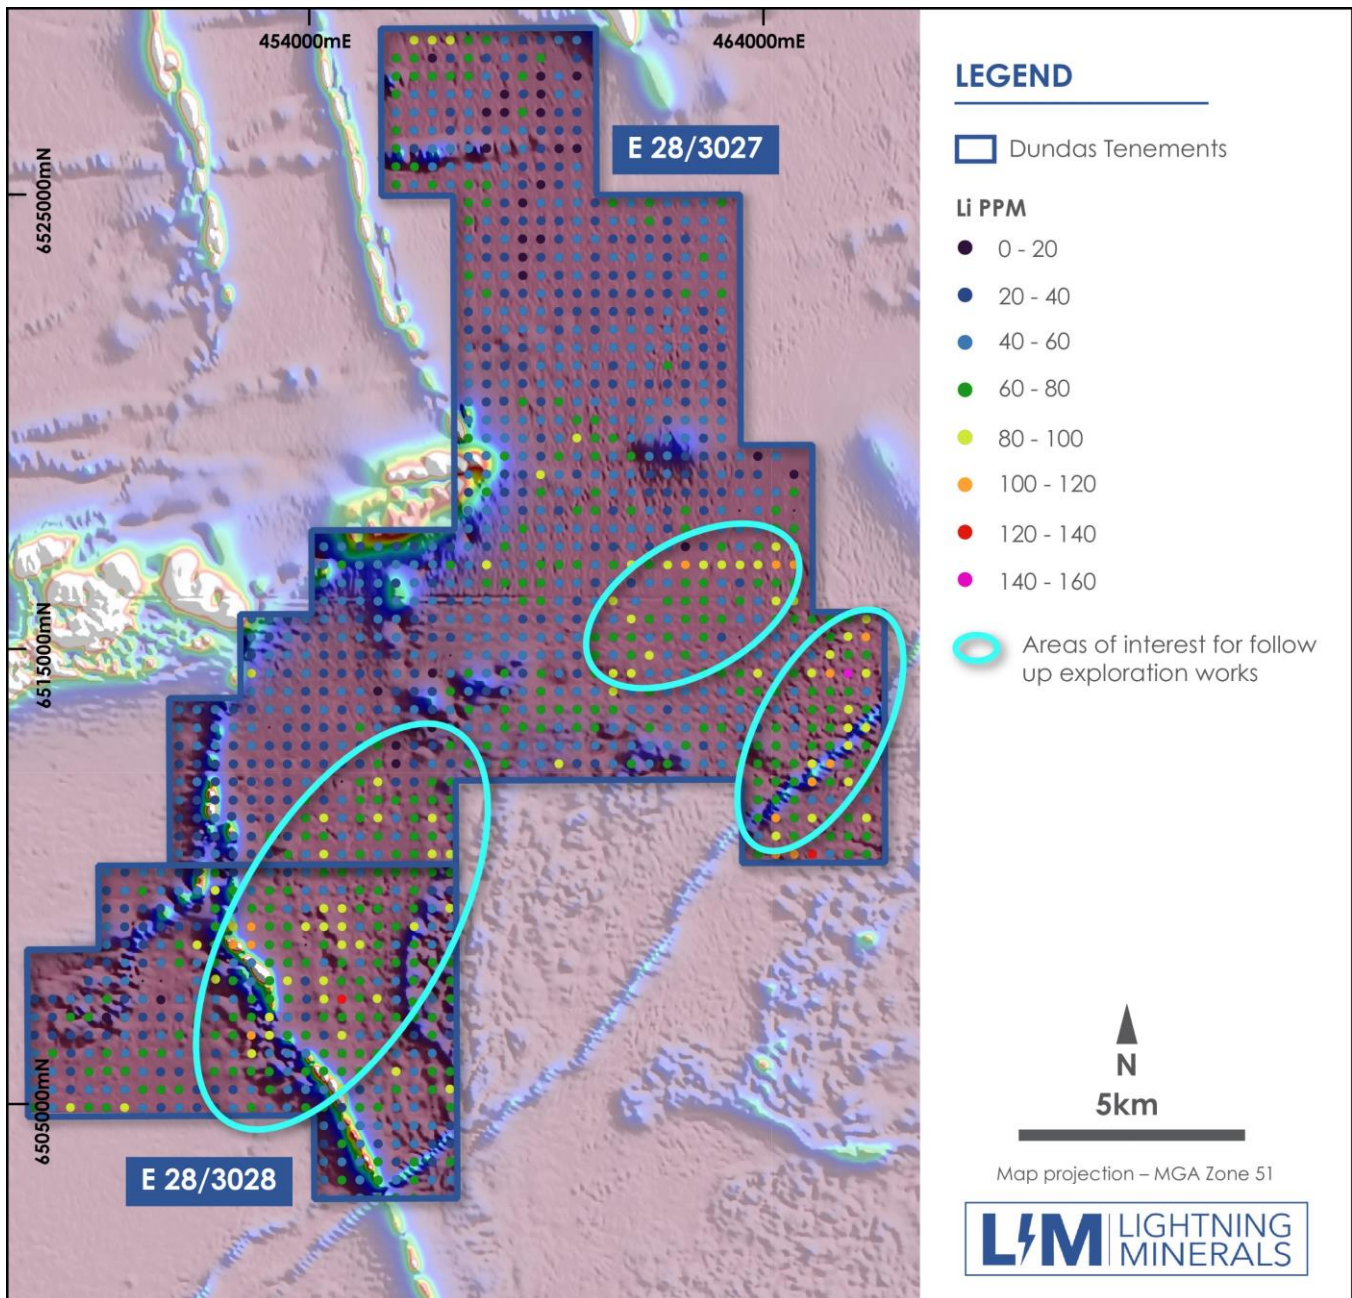 454000mE
464000mE
E 28/3027
6525000mN
6515000mN
6505000mN
E 28/3028
LEGEND
Dundas Tenements
Li PPM
0 - 20
20 - 40
40 - 60
60 - 80
80 - 100
100 - 120
120 - 140
140 - 160
Areas of interest for follow
up exploration works
N
5km
Map projection – MGA Zone 51
LM LIGHTNING
MINERALS